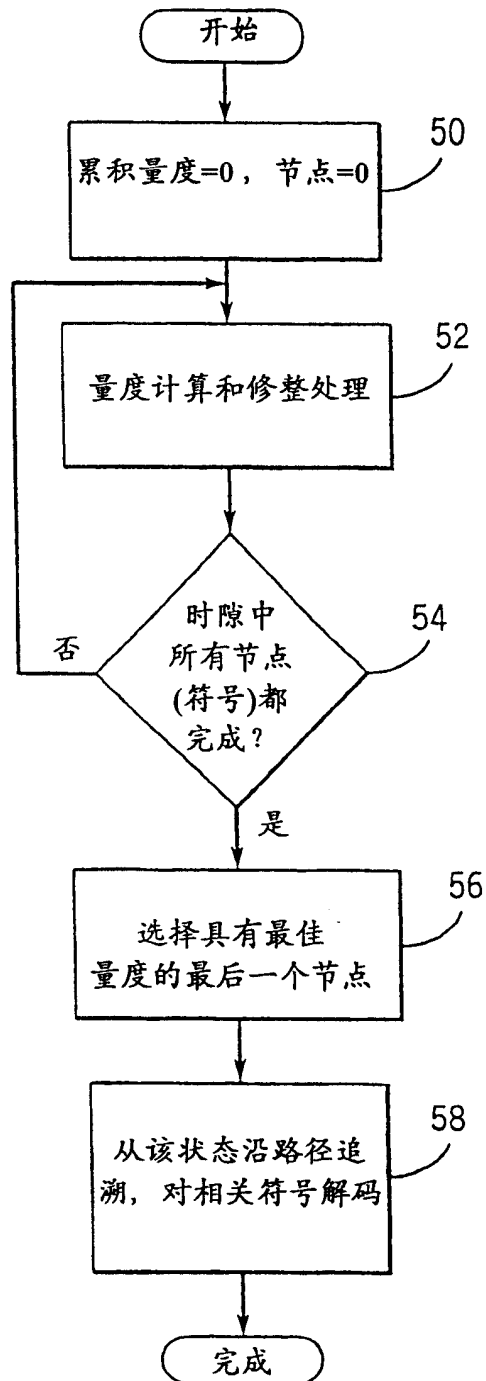 开始
50
累积量度=0, 节点=0
52
量度计算和修整处理
54
时隙中
所有节点
(符号)都
完成?
否
是
56
选择具有最佳
量度的最后一个节点
58
从该状态沿路径追
溯, 对相关符号解码
完成